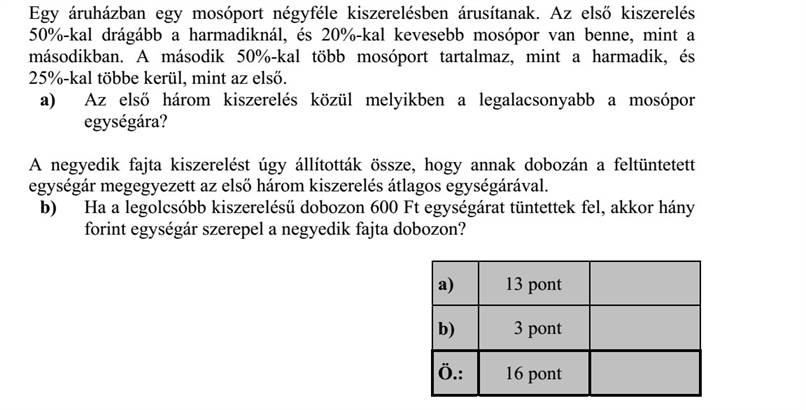 Egy áruházban egy mosóport négyféle kiszerelésben árusítanak. Az első kiszerelés
50%-kal drágább a harmadiknál, és 20%-kal kevesebb mosópor van benne, mint a
másodikban. A második 50%-kal több mosóport tartalmaz, mint a harmadik, és
25%-kal többe kerül, mint az első.
a) Az első három kiszerelés közül melyikben a legalacsonyabb a mosópor
egységára?
A negyedik fajta kiszerelést úgy állították össze, hogy annak dobozán a feltüntetett
egységár megegyezett az első három kiszerelés átlagos egységárával.
b) Ha a legolcsóbb kiszerelésű dobozon 600 Ft egységárat tüntettek fel, akkor hány
forint egységár szerepel a negyedik fajta dobozon?
a) 13 pont
b) 3 pont
Ö.: 16 pont